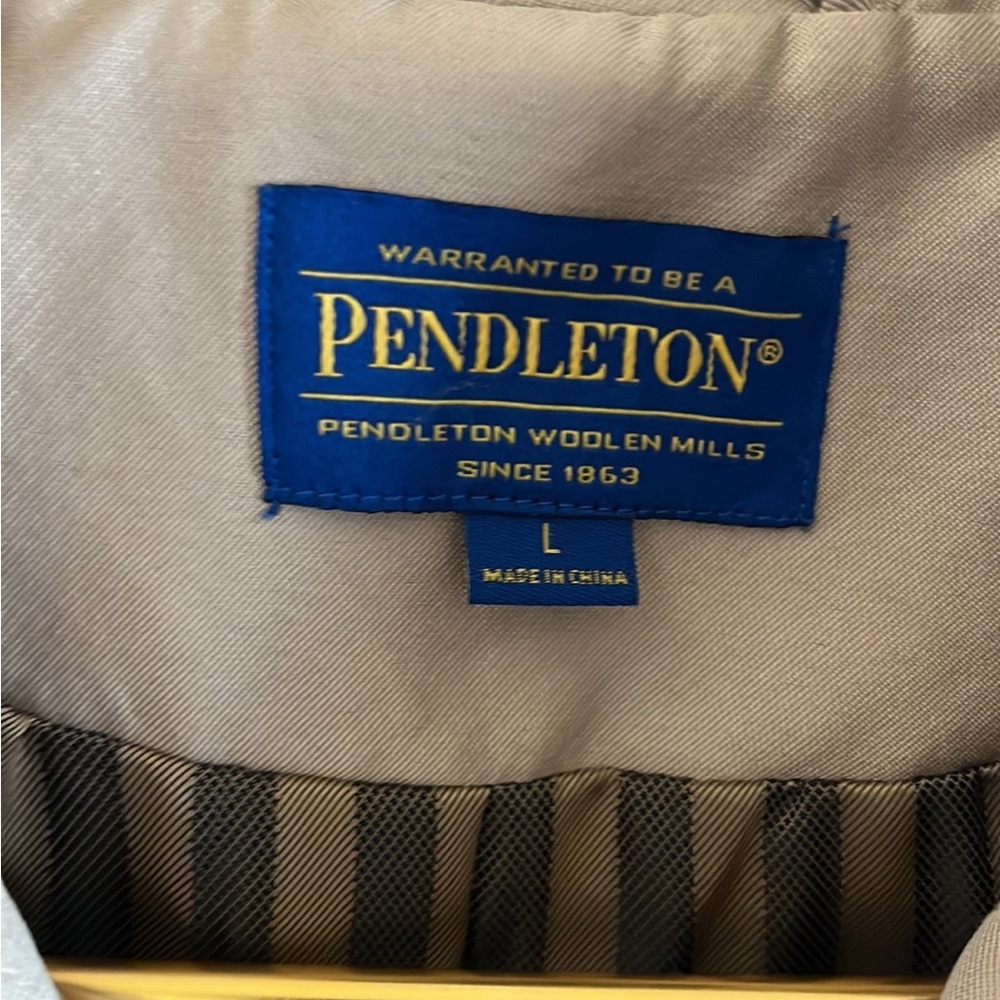 WARRANTED TO BE A
PENDLETON®
PENDLETON WOOLEN MILLS
SINCE 1863
L
MADE IN CHINA